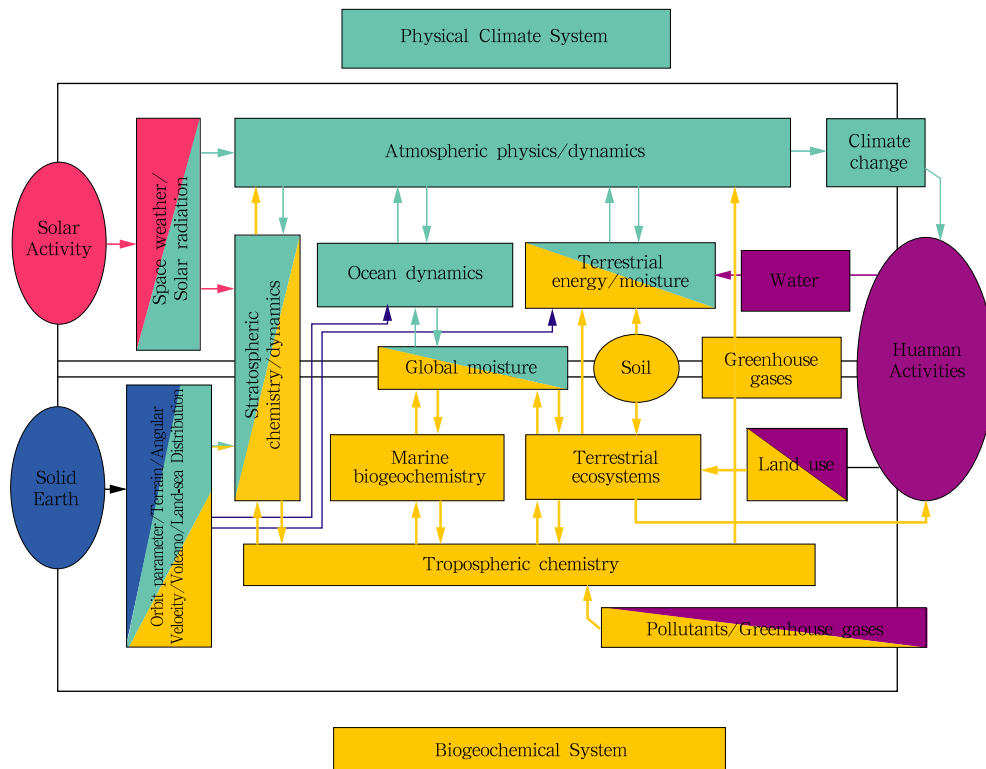 Physical Climate System
Atmospheric physics/dynamics
Climate
change
Solar
Activity
Space weather/
Solar radiation
Stratospheric
chemistry/dynamics
Ocean dynamics
Terrestrial
energy/moisture
Water
Global moisture
Soil
Greenhouse
gases
Huaman
Activities
Solid
Earth
Orbit parameter/Terrain/Angular
Veleocity/Volcano/Land-sea Distribution
Marine
biogeochemistry
Terrestrial
ecosystems
Land use
Tropospheric chemistry
Pollutants/Greenhouse gases
Biogeochemical System